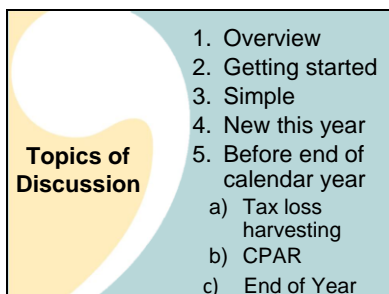 Topics of
Discussion
1. Overview
2. Getting started
3. Simple
4. New this year
5. Before end of
calendar year
a) Tax loss
harvesting
b) CPAR
c) End of Year